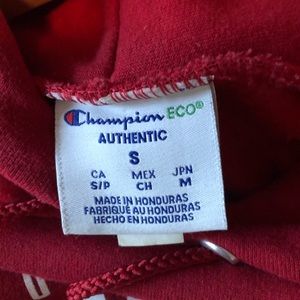 Champion ECO®
AUTHENTIC
S
CA MEX JPN
S/P CH M
MADE IN HONDURAS
FABRIQUÉ AU HONDURAS
HECHO EN HONDURAS